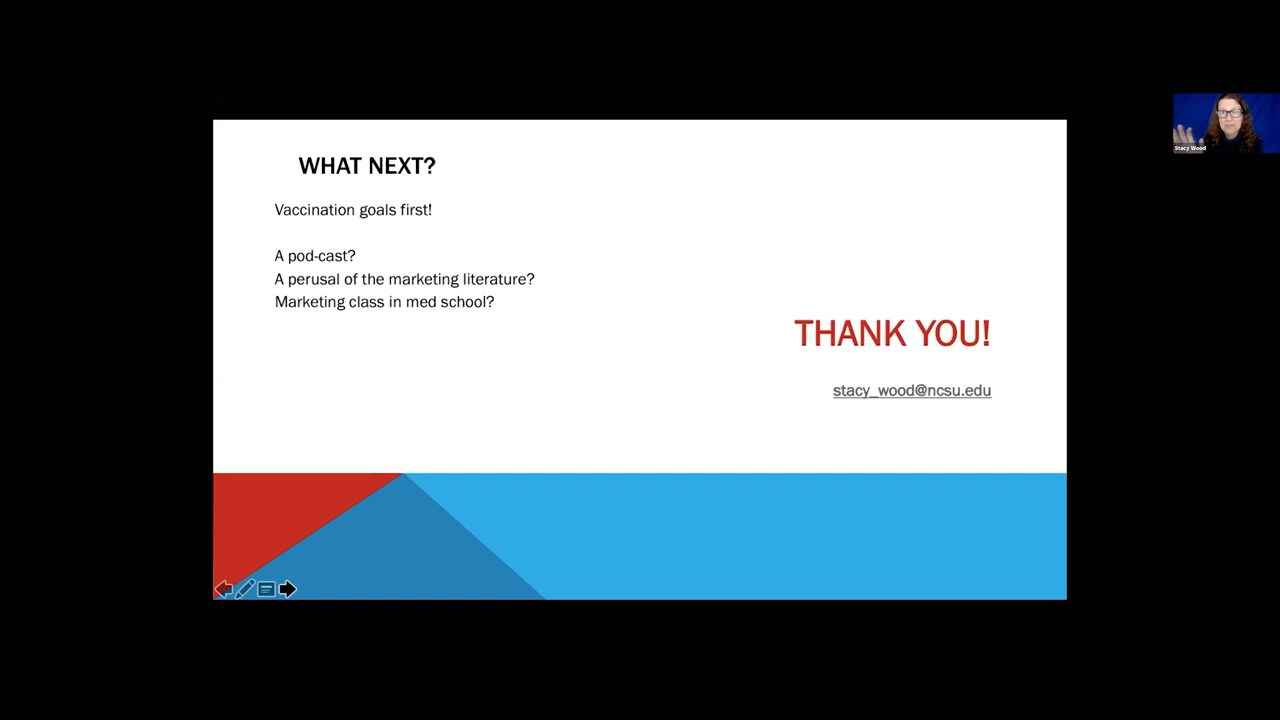 WHAT NEXT?
Vaccination goals first!
A pod-cast?
A perusal of the marketing literature?
Marketing class in med school?
THANK YOU!
stacy_wood@ncsu.edu
Stacy Wood